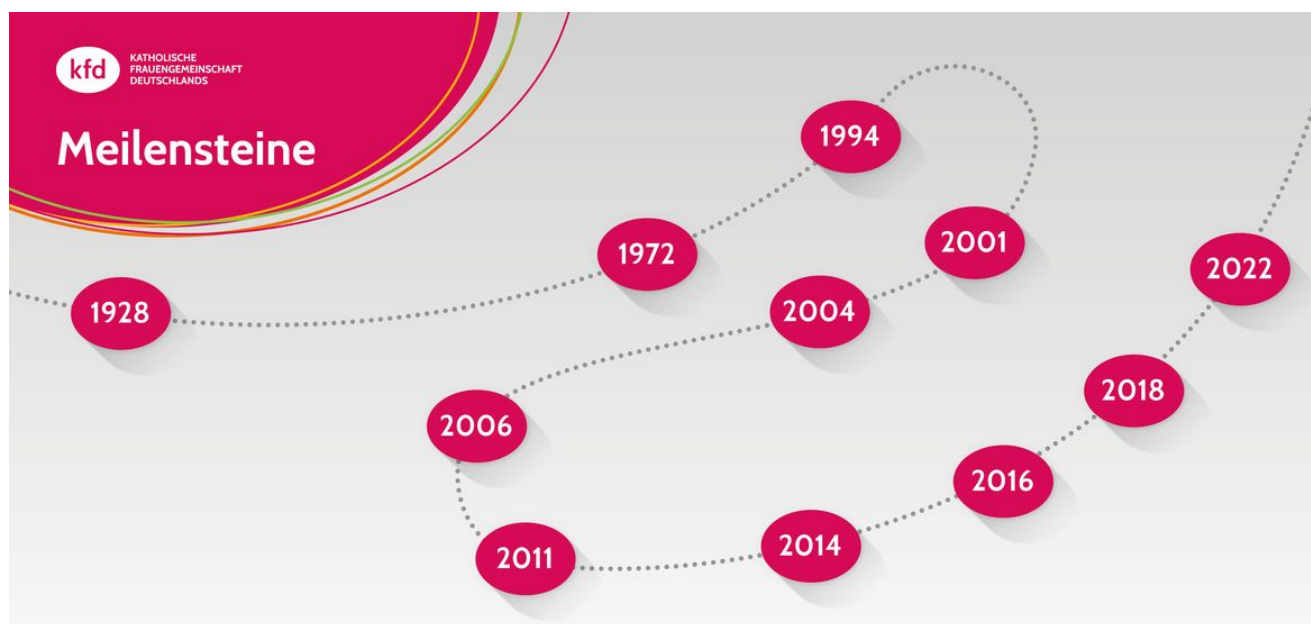 kfd
KATHOLISCHE
FRAUENGEMEINSCHAFT
DEUTSCHLANDS
Meilensteine
1928
1972
1994
2001
2004
2006
2011
2014
2016
2018
2022